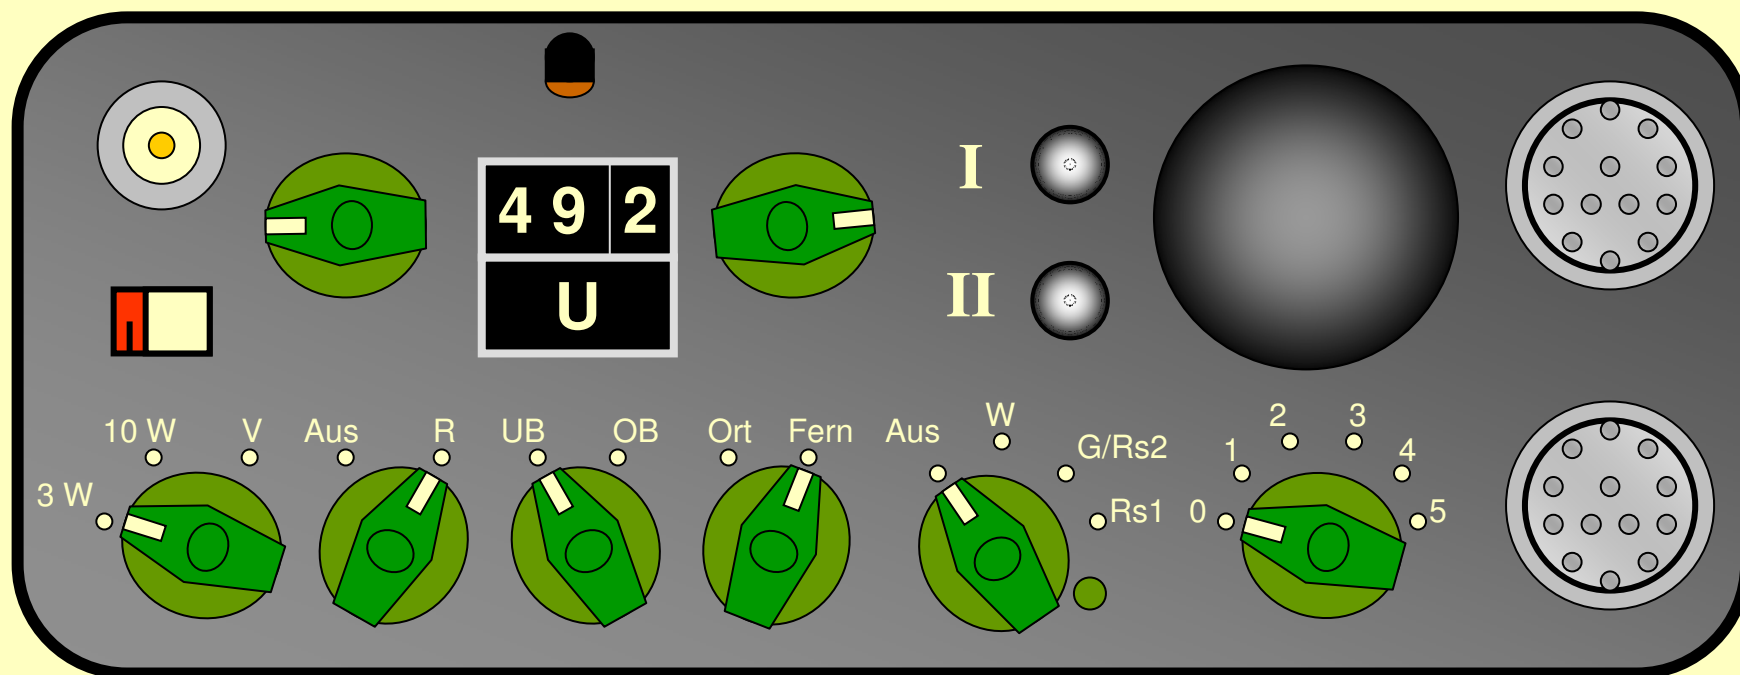 I
4 9 2
II
U
10 W V Aus R UB OB Ort Fern Aus W G/Rs2 1 2 3 4
3 W Rs1 0 5